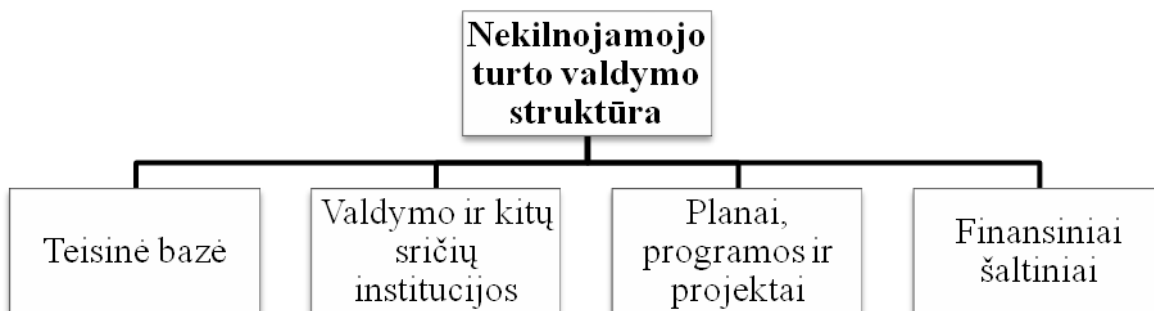 Nekilnojamojo
turto valdymo
struktūra
Teisinė bazė
Valdymo ir kitų
sričių
institucijos
Planai,
programos ir
projektai
Finansiniai
šaltiniai